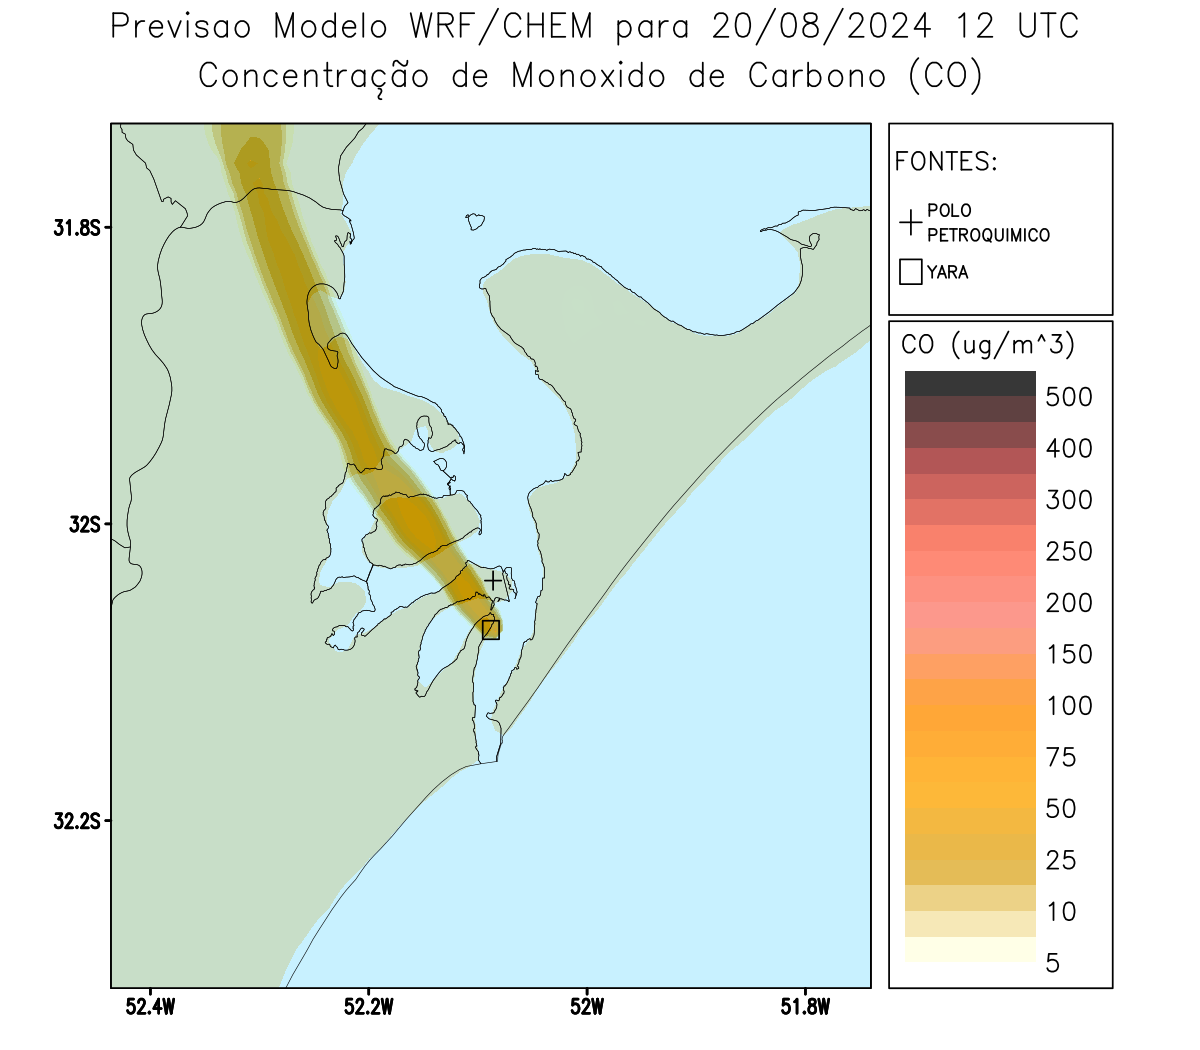 Previsao Modelo WRF/CHEM para 20/08/2024 12 UTC
Concentração de Monoxido de Carbono (CO)
FONTES:
POLO
PETROQUIMICO
YARA
CO (ug/m^3)
500
400
300
250
200
150
100
75
50
25
10
5
31.8S
32S
32.2S
52.4W
52.2W
52W
51.8W